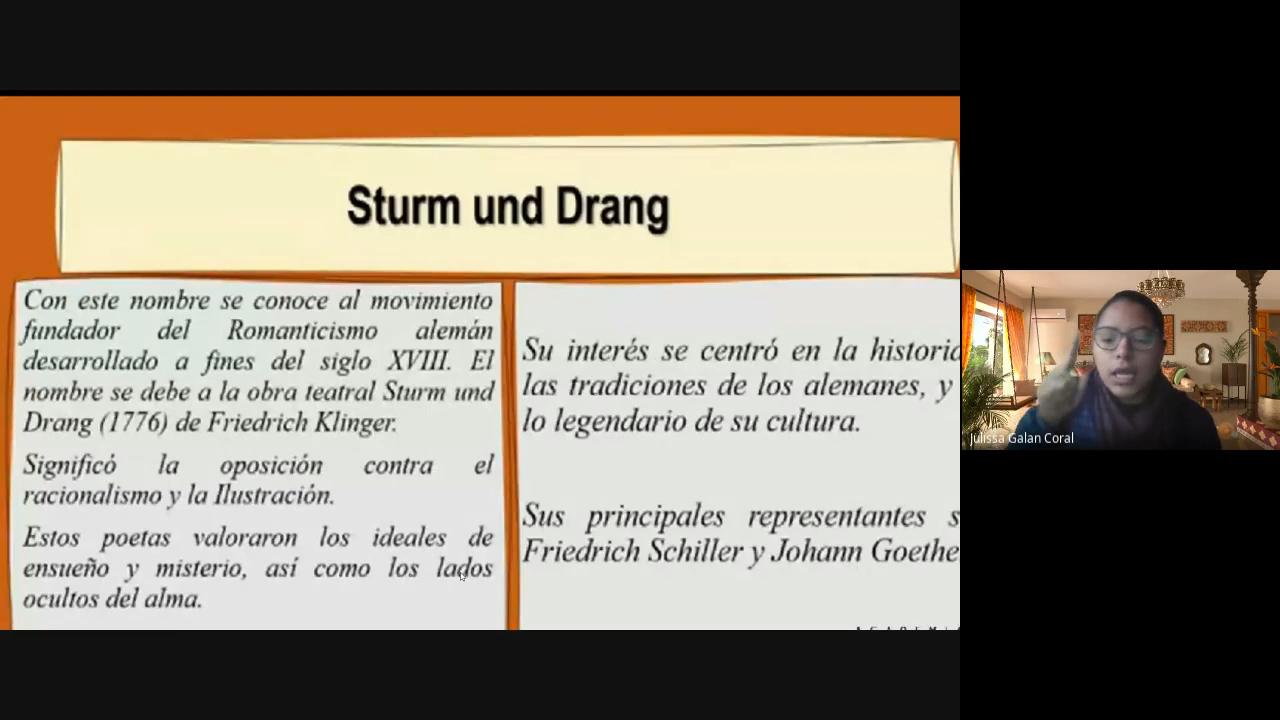 Sturm und Drang
Con este nombre se conoce al movimiento
fundador del Romanticismo alemán
desarrollado a fines del siglo XVIII. El
nombre se debe a la obra teatral Sturm und
Drang (1776) de Friedrich Klinger.
Significó la oposición contra el
racionalismo y la Ilustración.
Estos poetas valoraron los ideales de
ensueño y misterio, así como los lados
ocultos del alma.
Su interés se centró en la historia
las tradiciones de los alemanes, y
lo legendario de su cultura.
Sus principales representantes s
Friedrich Schiller y Johann Goethe
Julissa Galan Coral